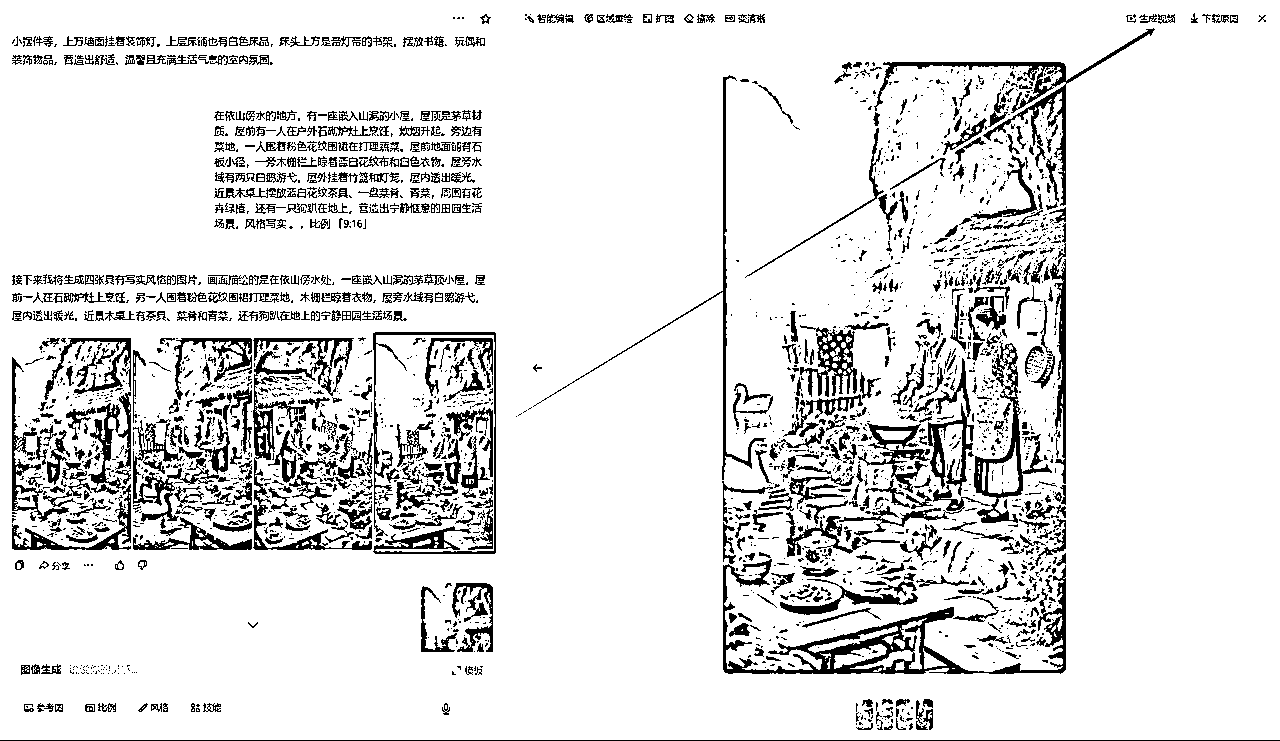 小摆件等，上方墙面挂着装饰灯。上层床铺也有白色床品，床头上方是带灯带的书架，摆放书籍、玩偶和
装饰物品，营造出舒适、温馨且充满生活气息的室内氛围。
在依山傍水的地方，有一座嵌入山洞的小屋，屋顶是茅草材
质。屋前有一人在户外石砌炉灶上烹饪，炊烟升起。旁边有
菜地，一人围着粉色花纹围裙在打理蔬菜。屋前地面铺有石
板小径，一旁木栅栏上晾着蓝白花纹布和白色衣物。屋旁水
域有两只白鹅游弋，屋外挂着竹篮和灯笼，屋内透出暖光。
近景木桌上摆放蓝白花纹茶具、一盘菜肴、青菜，周围有花
卉绿植，还有一只狗趴在地上，营造出宁静惬意的田园生活
场景，风格写实。，比例「9:16」
接下来我将生成四张具有写实风格的图片，画面描绘的是在依山傍水处，一座嵌入山洞的茅草顶小屋，屋
前一人在石砌炉灶上烹饪，另一人围着粉色花纹围裙打理菜地，木栅栏晾着衣物，屋旁水域有白鹅游弋，
屋内透出暖光，近景木桌上有茶具、菜肴和青菜，还有狗趴在地上的宁静田园生活场景。
分享
图像生成
模板
参考图 比例 风格 技能
智能编辑 区域重绘 扩图 擦除 变清晰
生成视频 下载原图